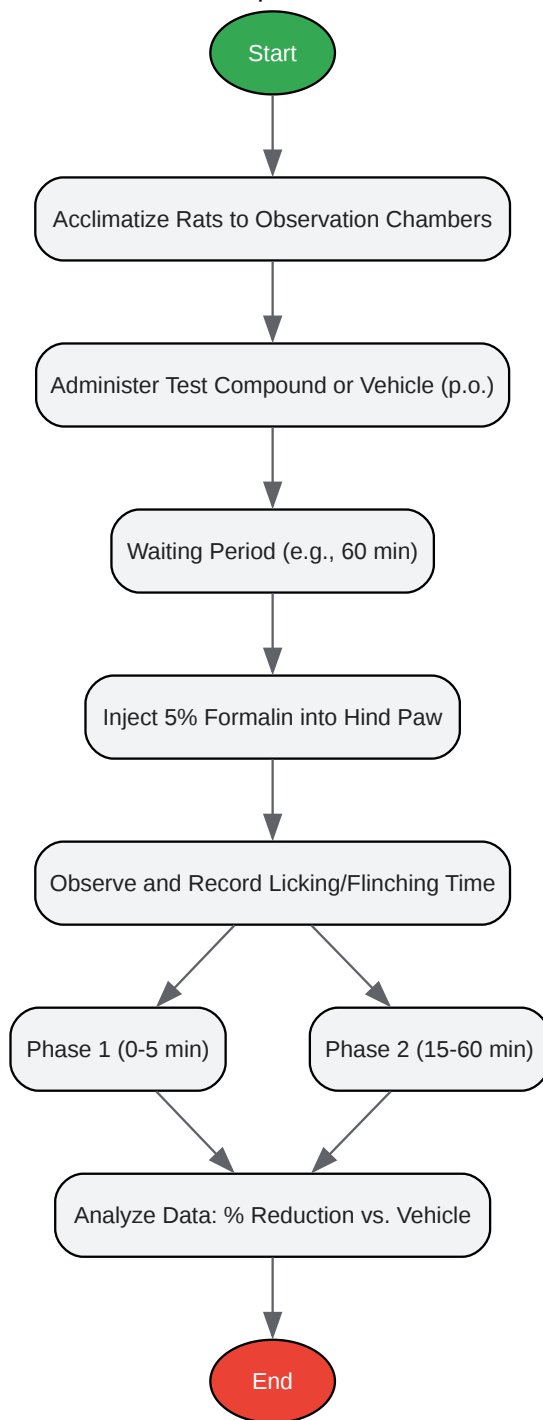 Start
Acclimatize Rats to Observation Chambers
Administer Test Compound or Vehicle (p.o.)
Waiting Period (e.g., 60 min)
Inject 5% Formalin into Hind Paw
Observe and Record Licking/Flinching Time
Phase 1 (0-5 min)
Phase 2 (15-60 min)
Analyze Data: % Reduction vs. Vehicle
End